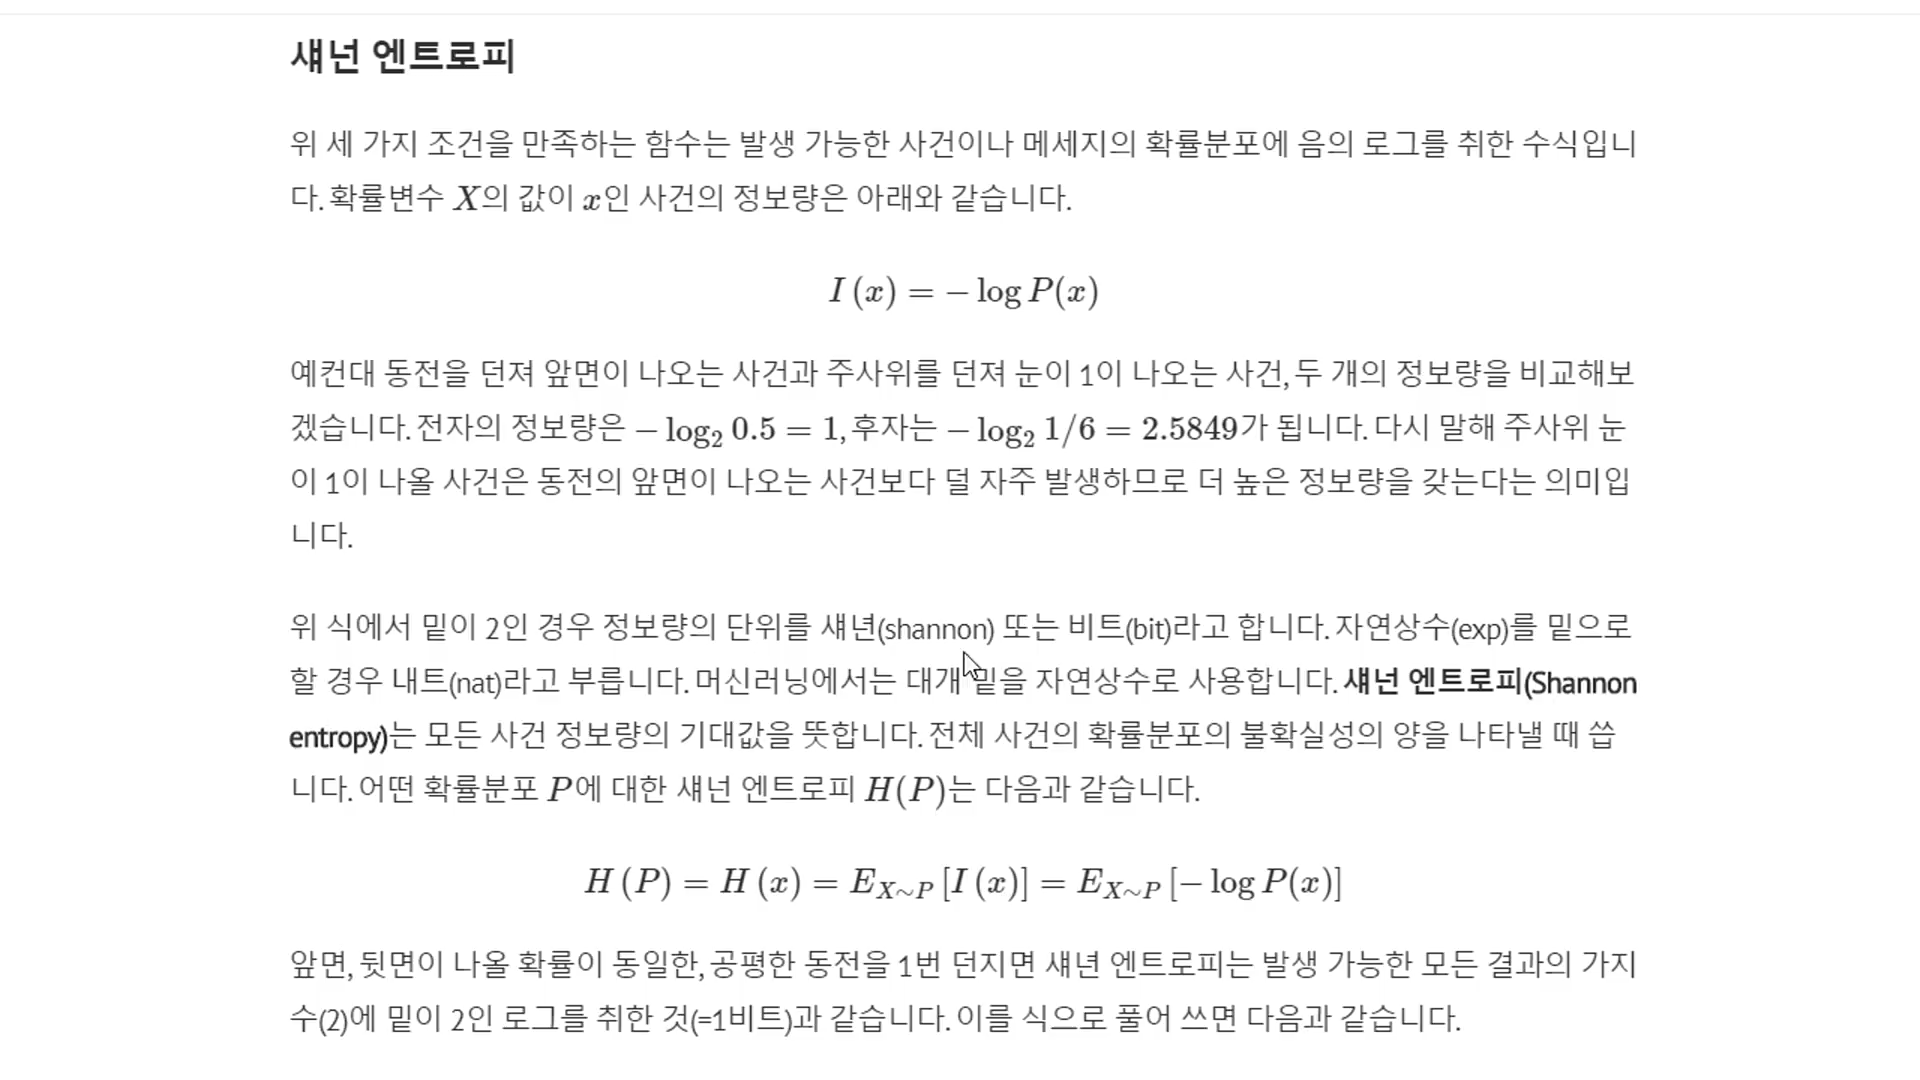 섀넌 엔트로피
위 세 가지 조건을 만족하는 함수는 발생 가능한 사건이나 메세지의 확률분포에 음의 로그를 취한 수식입니
다. 확률변수 X의 값이 x인 사건의 정보량은 아래와 같습니다.
I (x) = − log P(x)
예컨대 동전을 던져 앞면이 나오는 사건과 주사위를 던져 눈이 1이 나오는 사건, 두 개의 정보량을 비교해보
겠습니다. 전자의 정보량은 − log₂ 0.5 = 1, 후자는 − log₂ 1/6 = 2.5849가 됩니다. 다시 말해 주사위 눈
이 1이 나올 사건은 동전의 앞면이 나오는 사건보다 덜 자주 발생하므로 더 높은 정보량을 갖는다는 의미입
니다.
위 식에서 밑이 2인 경우 정보량의 단위를 섀년(shannon) 또는 비트(bit)라고 합니다. 자연상수(exp)를 밑으로
할 경우 내트(nat)라고 부릅니다. 머신러닝에서는 대개 밑을 자연상수로 사용합니다. 섀넌 엔트로피(Shannon
entropy)는 모든 사건 정보량의 기대값을 뜻합니다. 전체 사건의 확률분포의 불확실성의 양을 나타낼 때 씁
니다. 어떤 확률분포 P에 대한 섀넌 엔트로피 H(P)는 다음과 같습니다.
H (P) = H (x) = E_{X∼P} [I (x)] = E_{X∼P} [− log P(x)]
앞면, 뒷면이 나올 확률이 동일한, 공평한 동전을 1번 던지면 섀년 엔트로피는 발생 가능한 모든 결과의 가지
수(2)에 밑이 2인 로그를 취한 것(=1비트)과 같습니다. 이를 식으로 풀어 쓰면 다음과 같습니다.